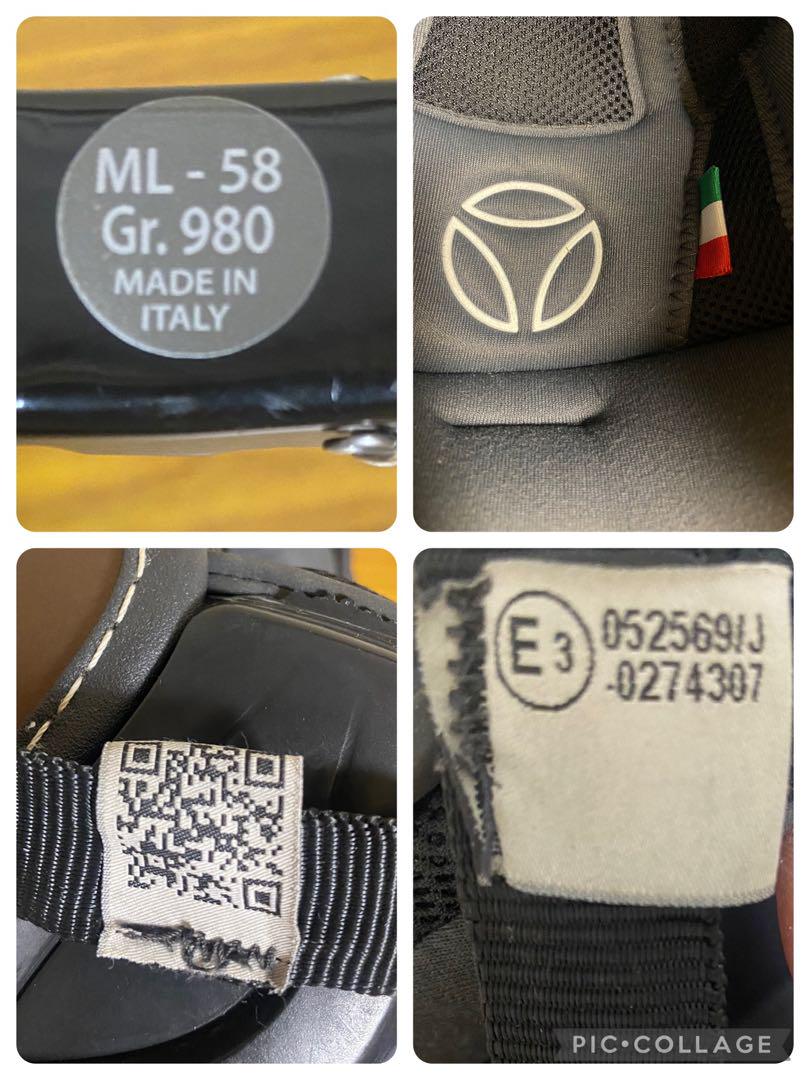 ML - 58
Gr. 980
MADE IN
ITALY
E3
052569/J
-0274307
PIC•COLLAGE